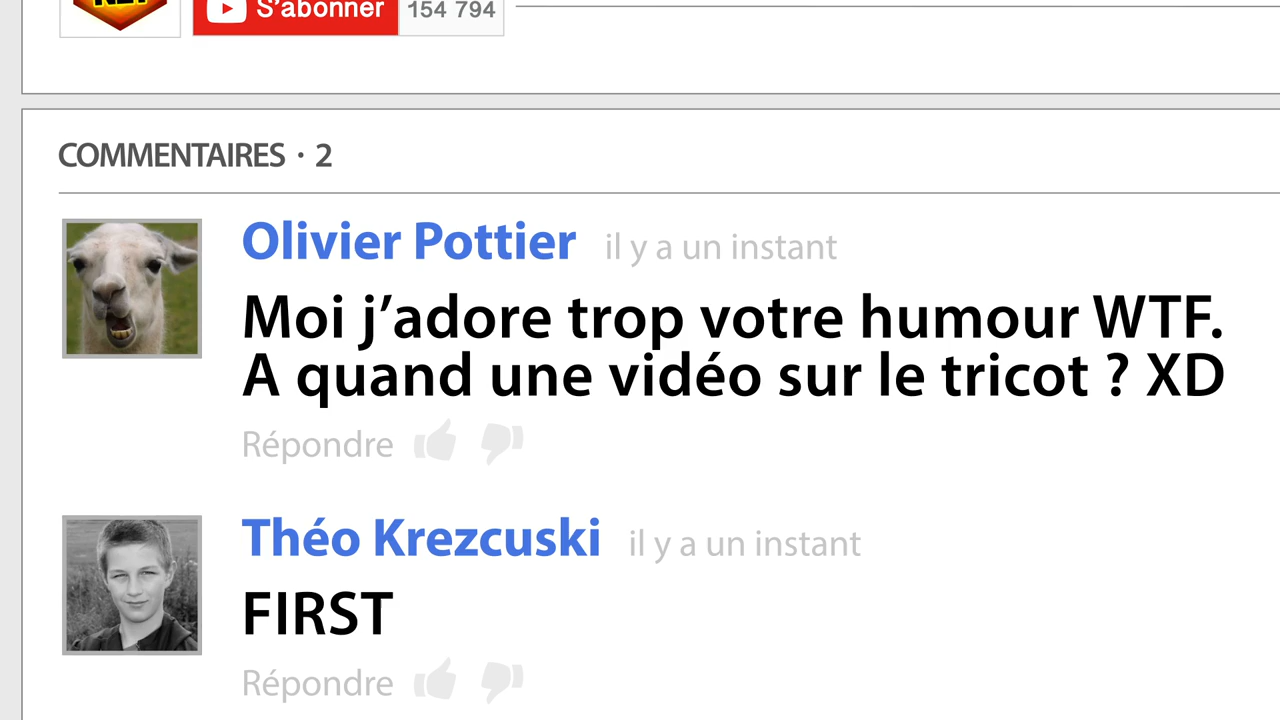 S'abonner 154 794
COMMENTAIRES · 2
Olivier Pottier il y a un instant
Moi j’adore trop votre humour WTF.
A quand une vidéo sur le tricot ? XD
Répondre
Théo Krezcuski il y a un instant
FIRST
Répondre